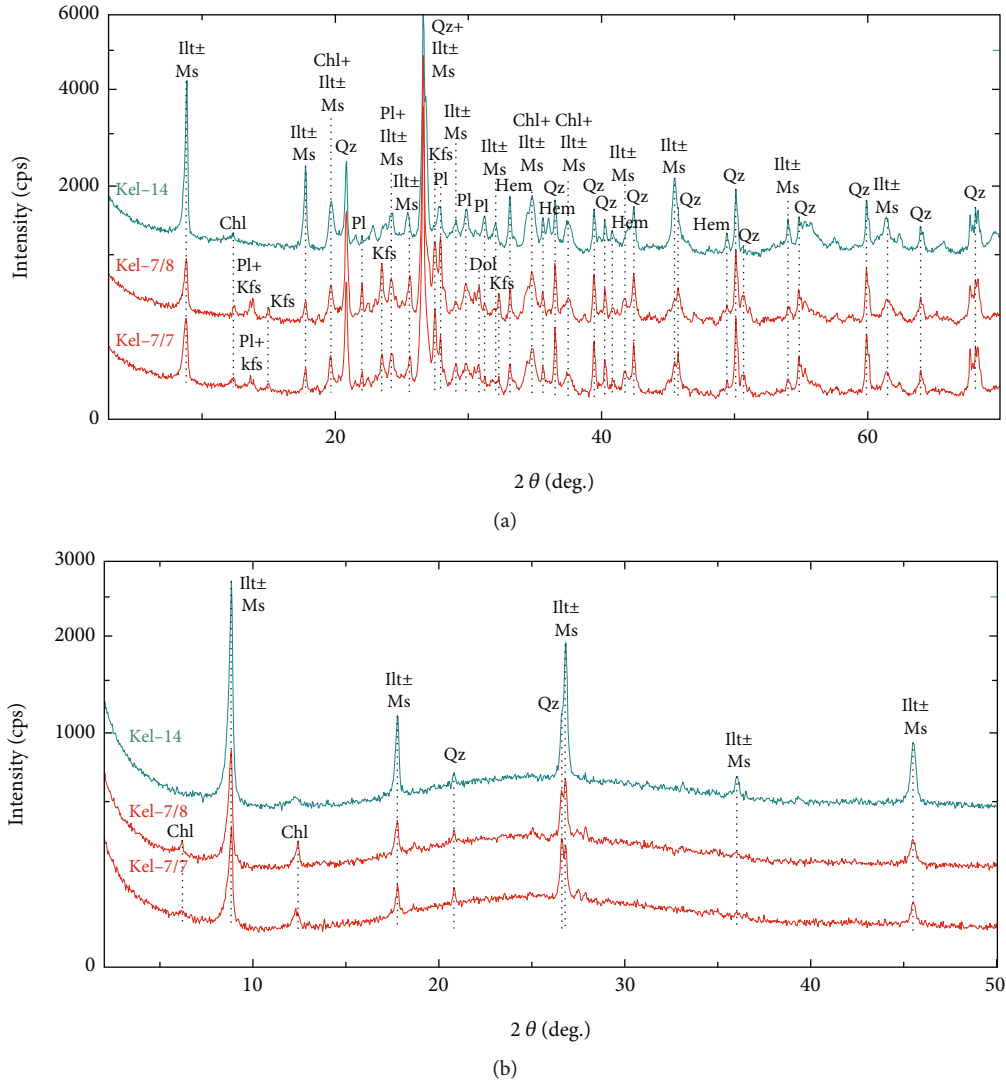 6000
4000
2000
0
Intensity (cps)
Kel–14
Kel–7/8
Kel–7/7
Ilt±
Ms
Chl
Pl+
Kfs
Kfs
Pl+
kfs
Ilt±
Ms
Chl+
Ilt±
Ms
Qz
Pl
Pl+
Ilt±
Ms
Kfs
Ilt±
Ms
Qz+
Ilt±
Ms
Kfs
Pl
Ilt±
Ms
Pl
Pl
Dol
Kfs
Ilt±
Ms
Hem
Chl+
Ilt±
Ms
Qz
Hem
Chl+
Ilt±
Ms
Qz
Qz
Hem
Ilt±
Ms
Qz
Ilt±
Ms
Qz
Hem
Qz
Qz
Ilt±
Ms
Qz
Qz
Ilt±
Ms
Qz
Qz
20
40
60
2 θ (deg.)
(a)
3000
2000
1000
0
Intensity (cps)
Kel–14
Kel–7/8
Kel–7/7
Chl
Ilt±
Ms
Chl
Ilt±
Ms
Qz
Qz
Ilt±
Ms
Ilt±
Ms
Ilt±
Ms
10
20
30
40
50
2 θ (deg.)
(b)